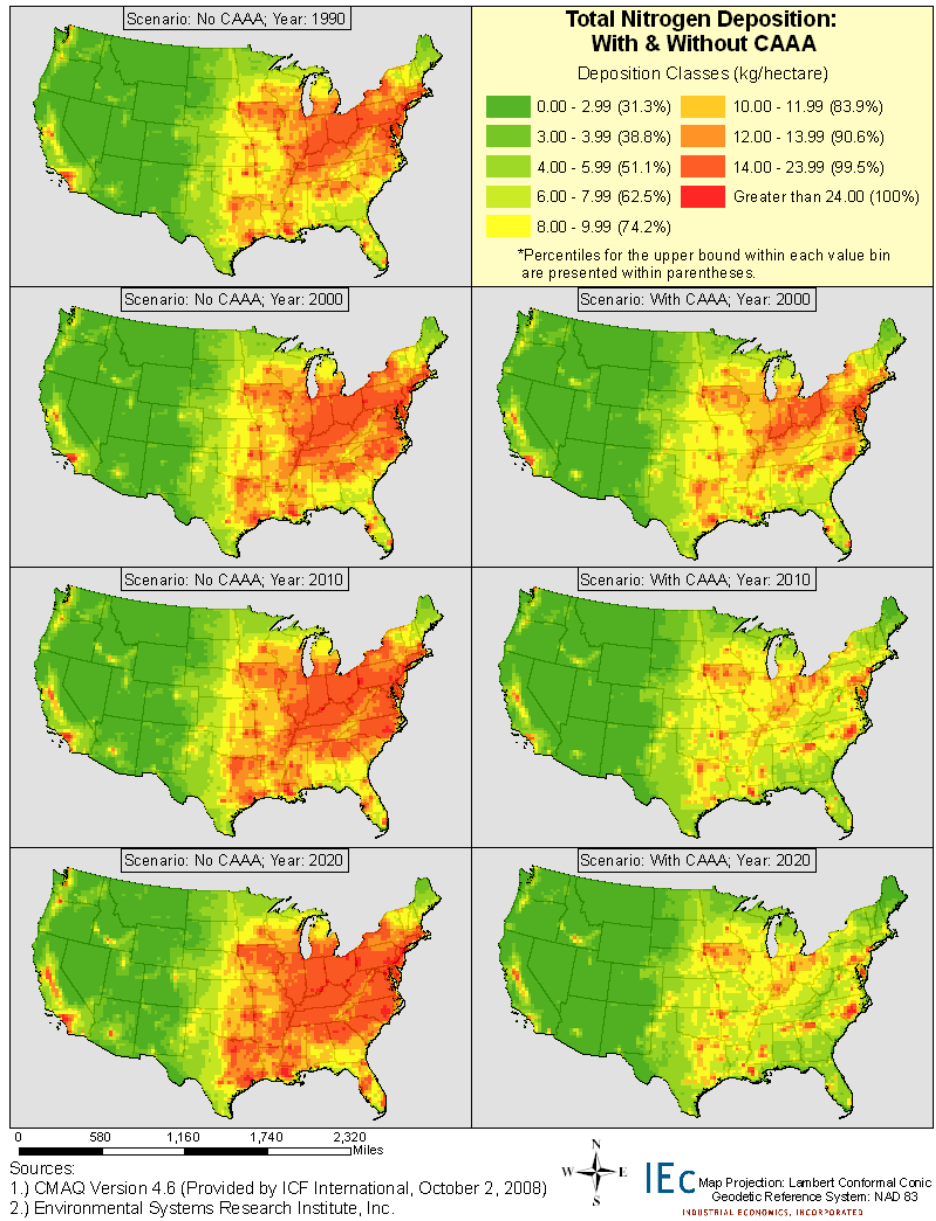 Scenario: No CAAA; Year: 1990
Total Nitrogen Deposition:
With & Without CAAA
Deposition Classes (kg/hectare)
0.00 - 2.99 (31.3%)
3.00 - 3.99 (38.8%)
4.00 - 5.99 (51.1%)
6.00 - 7.99 (62.5%)
8.00 - 9.99 (74.2%)
10.00 - 11.99 (83.9%)
12.00 - 13.99 (90.6%)
14.00 - 23.99 (99.5%)
Greater than 24.00 (100%)
*Percentiles for the upper bound within each value bin
are presented within parentheses.
Scenario: No CAAA; Year: 2000
Scenario: With CAAA; Year: 2000
Scenario: No CAAA; Year: 2010
Scenario: With CAAA; Year: 2010
Scenario: No CAAA; Year: 2020
Scenario: With CAAA; Year: 2020
0 580 1,160 1,740 2,320
Miles
Sources:
1.) CMAQ Version 4.6 (Provided by ICF International, October 2, 2008)
2.) Environmental Systems Research Institute, Inc.
N
W E
S
IEc
INDUSTRIAL ECONOMICS, INCORPORATED
Map Projection: Lambert Conformal Conic
Geodetic Reference System: NAD 83